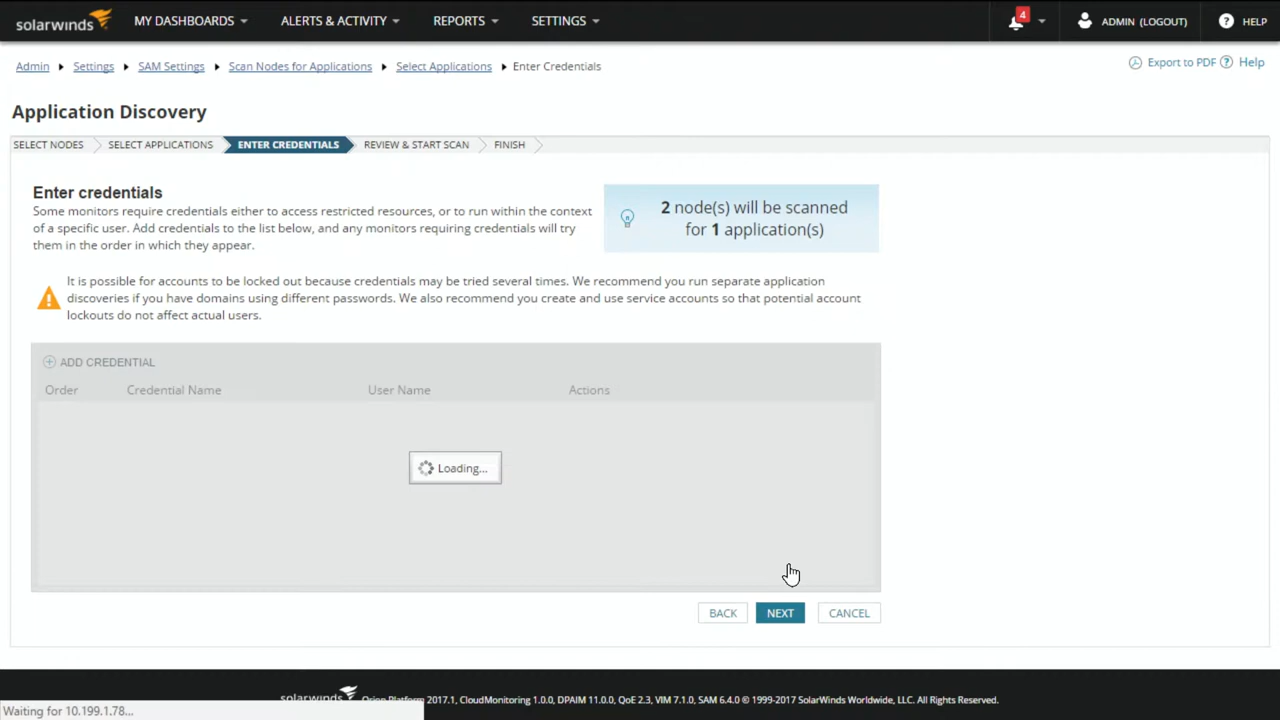 solarwinds MY DASHBOARDS ALERTS & ACTIVITY REPORTS SETTINGS 4 ADMIN (LOGOUT) ? HELP
Admin Settings SAM Settings Scan Nodes for Applications Select Applications Enter Credentials Export to PDF ? Help
Application Discovery
SELECT NODES SELECT APPLICATIONS ENTER CREDENTIALS REVIEW & START SCAN FINISH
Enter credentials
Some monitors require credentials either to access restricted resources, or to run within the context
of a specific user. Add credentials to the list below, and any monitors requiring credentials will try
them in the order in which they appear.
2 node(s) will be scanned
for 1 application(s)
It is possible for accounts to be locked out because credentials may be tried several times. We recommend you run separate application
discoveries if you have domains using different passwords. We also recommend you create and use service accounts so that potential account
lockouts do not affect actual users.
ADD CREDENTIAL
Order Credential Name User Name Actions
Loading...
BACK NEXT CANCEL
solarwinds Orion Platform 2017.1, CloudMonitoring 1.0.0, DPAIM 11.0.0, QoE 2.3, VIM 7.1.0, SAM 6.4.0 © 1999-2017 SolarWinds Worldwide, LLC. All Rights Reserved.
Waiting for 10.199.1.78...